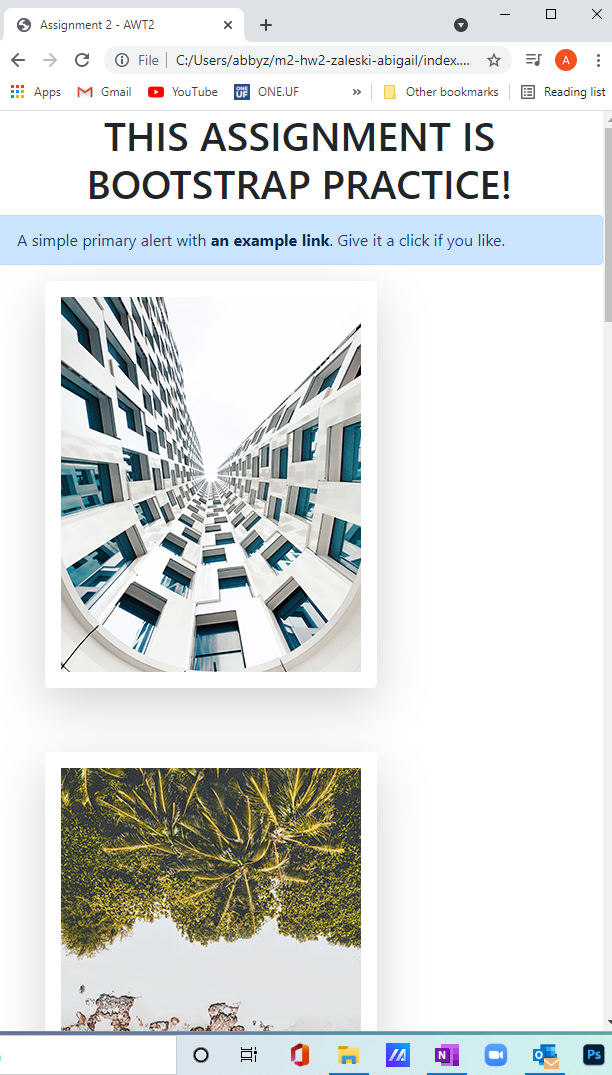 Assignment 2 - AWT2
File | C:/Users/abbyz/m2-hw2-zaleski-abigail/index....
A
Apps Gmail YouTube ONE.UF » Other bookmarks Reading list
THIS ASSIGNMENT IS
BOOTSTRAP PRACTICE!
A simple primary alert with an example link. Give it a click if you like.
N O Ps